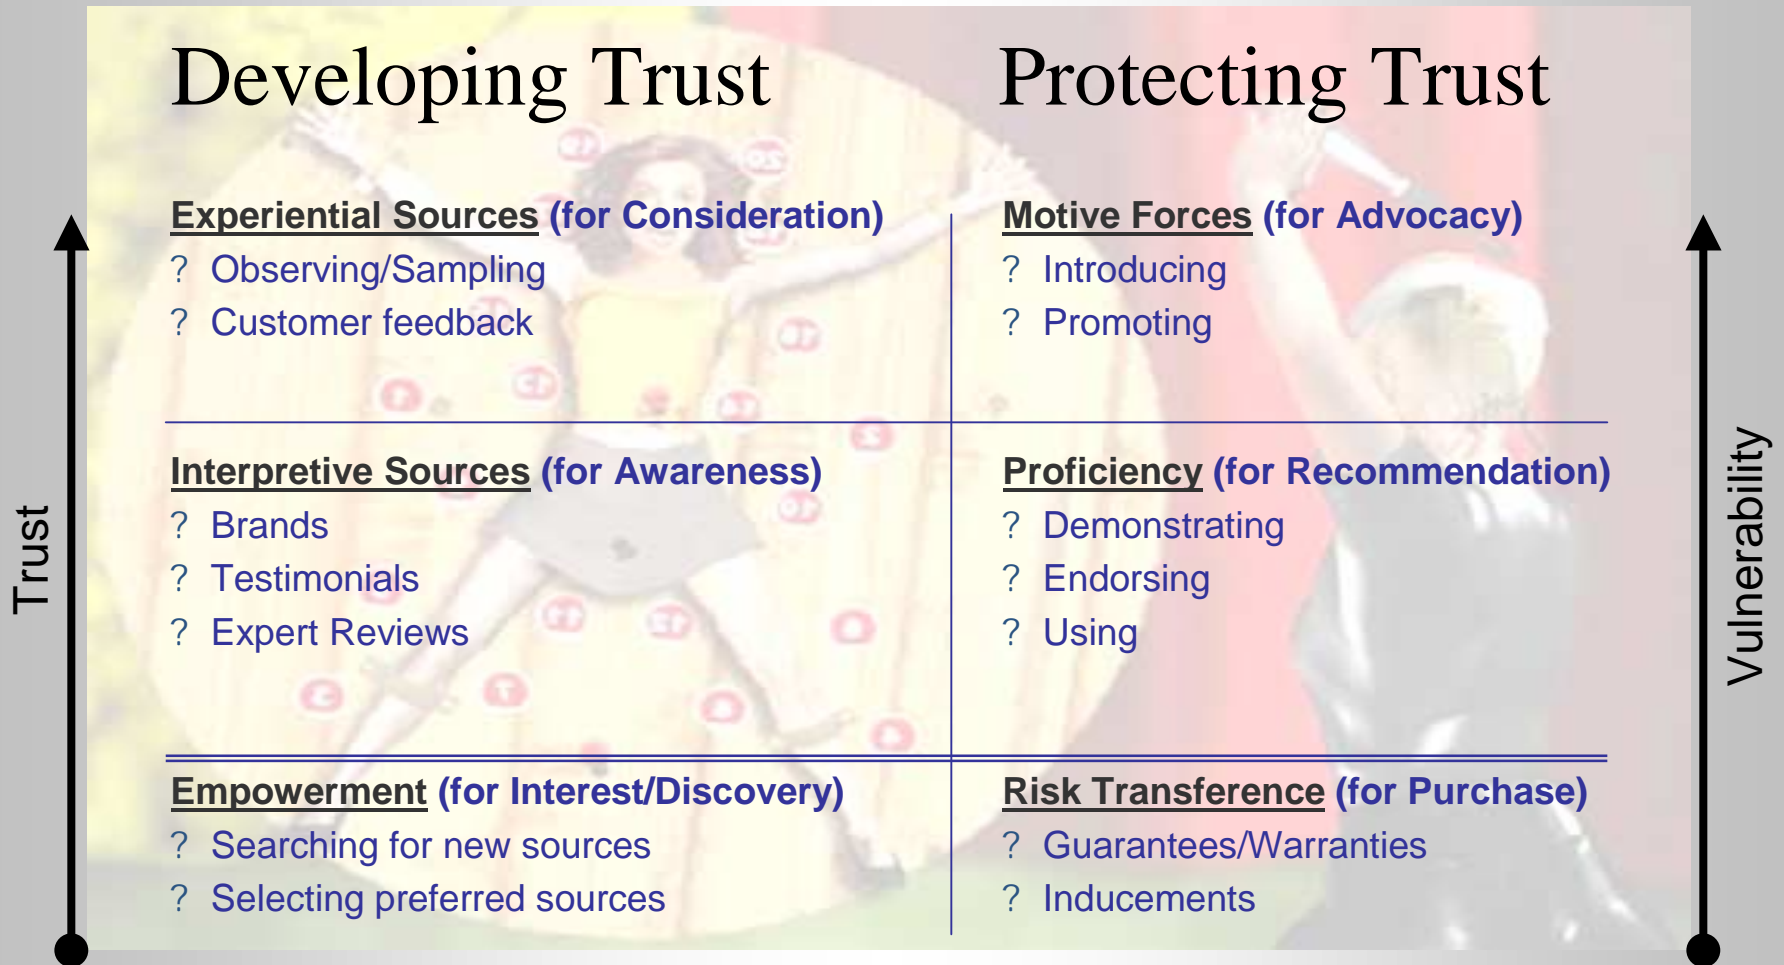 Developing Trust
Experiential Sources (for Consideration)
? Observing/Sampling
? Customer feedback
Interpretive Sources (for Awareness)
? Brands
? Testimonials
? Expert Reviews
Empowerment (for Interest/Discovery)
? Searching for new sources
? Selecting preferred sources
Protecting Trust
Motive Forces (for Advocacy)
? Introducing
? Promoting
Proficiency (for Recommendation)
? Demonstrating
? Endorsing
? Using
Risk Transference (for Purchase)
? Guarantees/Warranties
? Inducements
Trust
Vulnerability